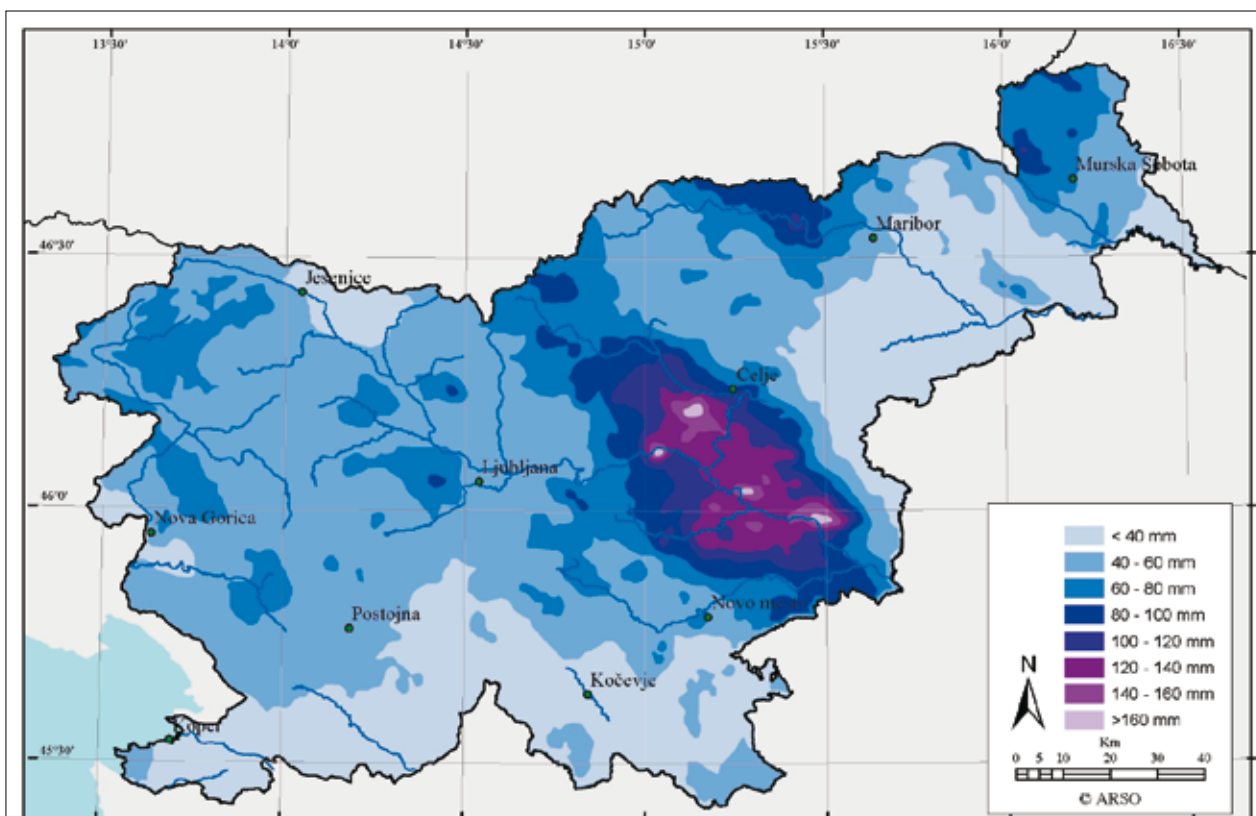 13°30' 14°0' 14°30' 15°0' 15°30' 16°0' 16°30'
Murska Sobota
Maribor
46°30'
Jesenice
Celje
Ljubljana
46°0'
Nova Gorica
Novo
Postojna
Kočevje
45°30'
< 40 mm
40 - 60 mm
60 - 80 mm
80 - 100 mm
100 - 120 mm
120 - 140 mm
140 - 160 mm
>160 mm
N
Km
0 5 10 20 30 40
© ARSO